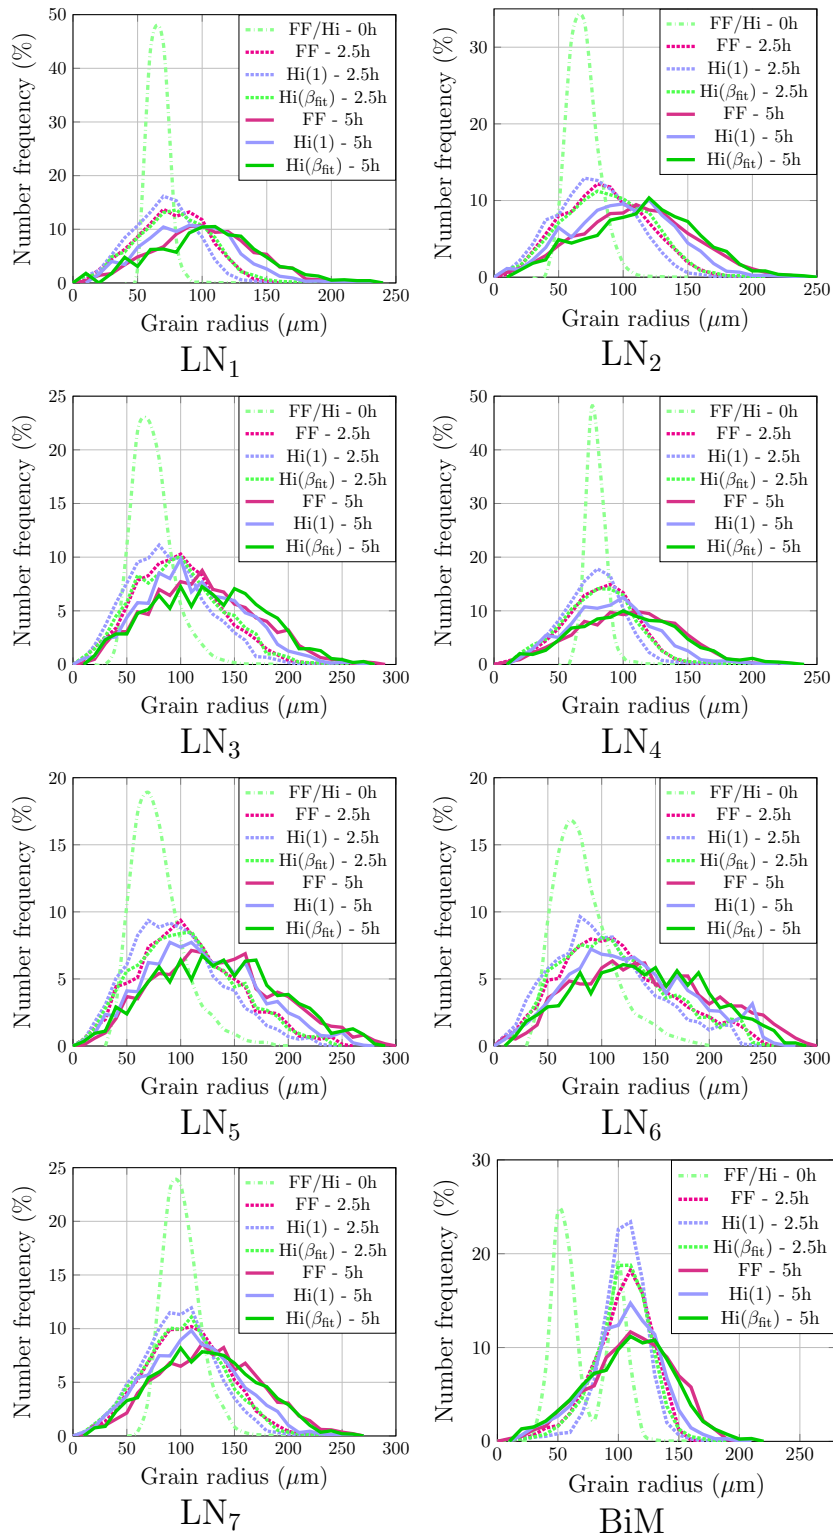 Number frequency (%)
50
40
30
20
10
0
0 50 100 150 200 250
Grain radius (μm)
FF/Hi - 0h
FF - 2.5h
Hi(1) - 2.5h
Hi(βfit) - 2.5h
FF - 5h
Hi(1) - 5h
Hi(βfit) - 5h
LN1
Number frequency (%)
30
20
10
0
0 50 100 150 200 250
Grain radius (μm)
FF/Hi - 0h
FF - 2.5h
Hi(1) - 2.5h
Hi(βfit) - 2.5h
FF - 5h
Hi(1) - 5h
Hi(βfit) - 5h
LN2
Number frequency (%)
25
20
15
10
5
0
0 50 100 150 200 250 300
Grain radius (μm)
FF/Hi - 0h
FF - 2.5h
Hi(1) - 2.5h
Hi(βfit) - 2.5h
FF - 5h
Hi(1) - 5h
Hi(βfit) - 5h
LN3
Number frequency (%)
50
40
30
20
10
0
0 50 100 150 200 250
Grain radius (μm)
FF/Hi - 0h
FF - 2.5h
Hi(1) - 2.5h
Hi(βfit) - 2.5h
FF - 5h
Hi(1) - 5h
Hi(βfit) - 5h
LN4
Number frequency (%)
20
15
10
5
0
0 50 100 150 200 250 300
Grain radius (μm)
FF/Hi - 0h
FF - 2.5h
Hi(1) - 2.5h
Hi(βfit) - 2.5h
FF - 5h
Hi(1) - 5h
Hi(βfit) - 5h
LN5
Number frequency (%)
20
15
10
5
0
0 50 100 150 200 250 300
Grain radius (μm)
FF/Hi - 0h
FF - 2.5h
Hi(1) - 2.5h
Hi(βfit) - 2.5h
FF - 5h
Hi(1) - 5h
Hi(βfit) - 5h
LN6
Number frequency (%)
25
20
15
10
5
0
0 50 100 150 200 250 300
Grain radius (μm)
FF/Hi - 0h
FF - 2.5h
Hi(1) - 2.5h
Hi(βfit) - 2.5h
FF - 5h
Hi(1) - 5h
Hi(βfit) - 5h
LN7
Number frequency (%)
30
20
10
0
0 50 100 150 200 250
Grain radius (μm)
FF/Hi - 0h
FF - 2.5h
Hi(1) - 2.5h
Hi(βfit) - 2.5h
FF - 5h
Hi(1) - 5h
Hi(βfit) - 5h
BiM